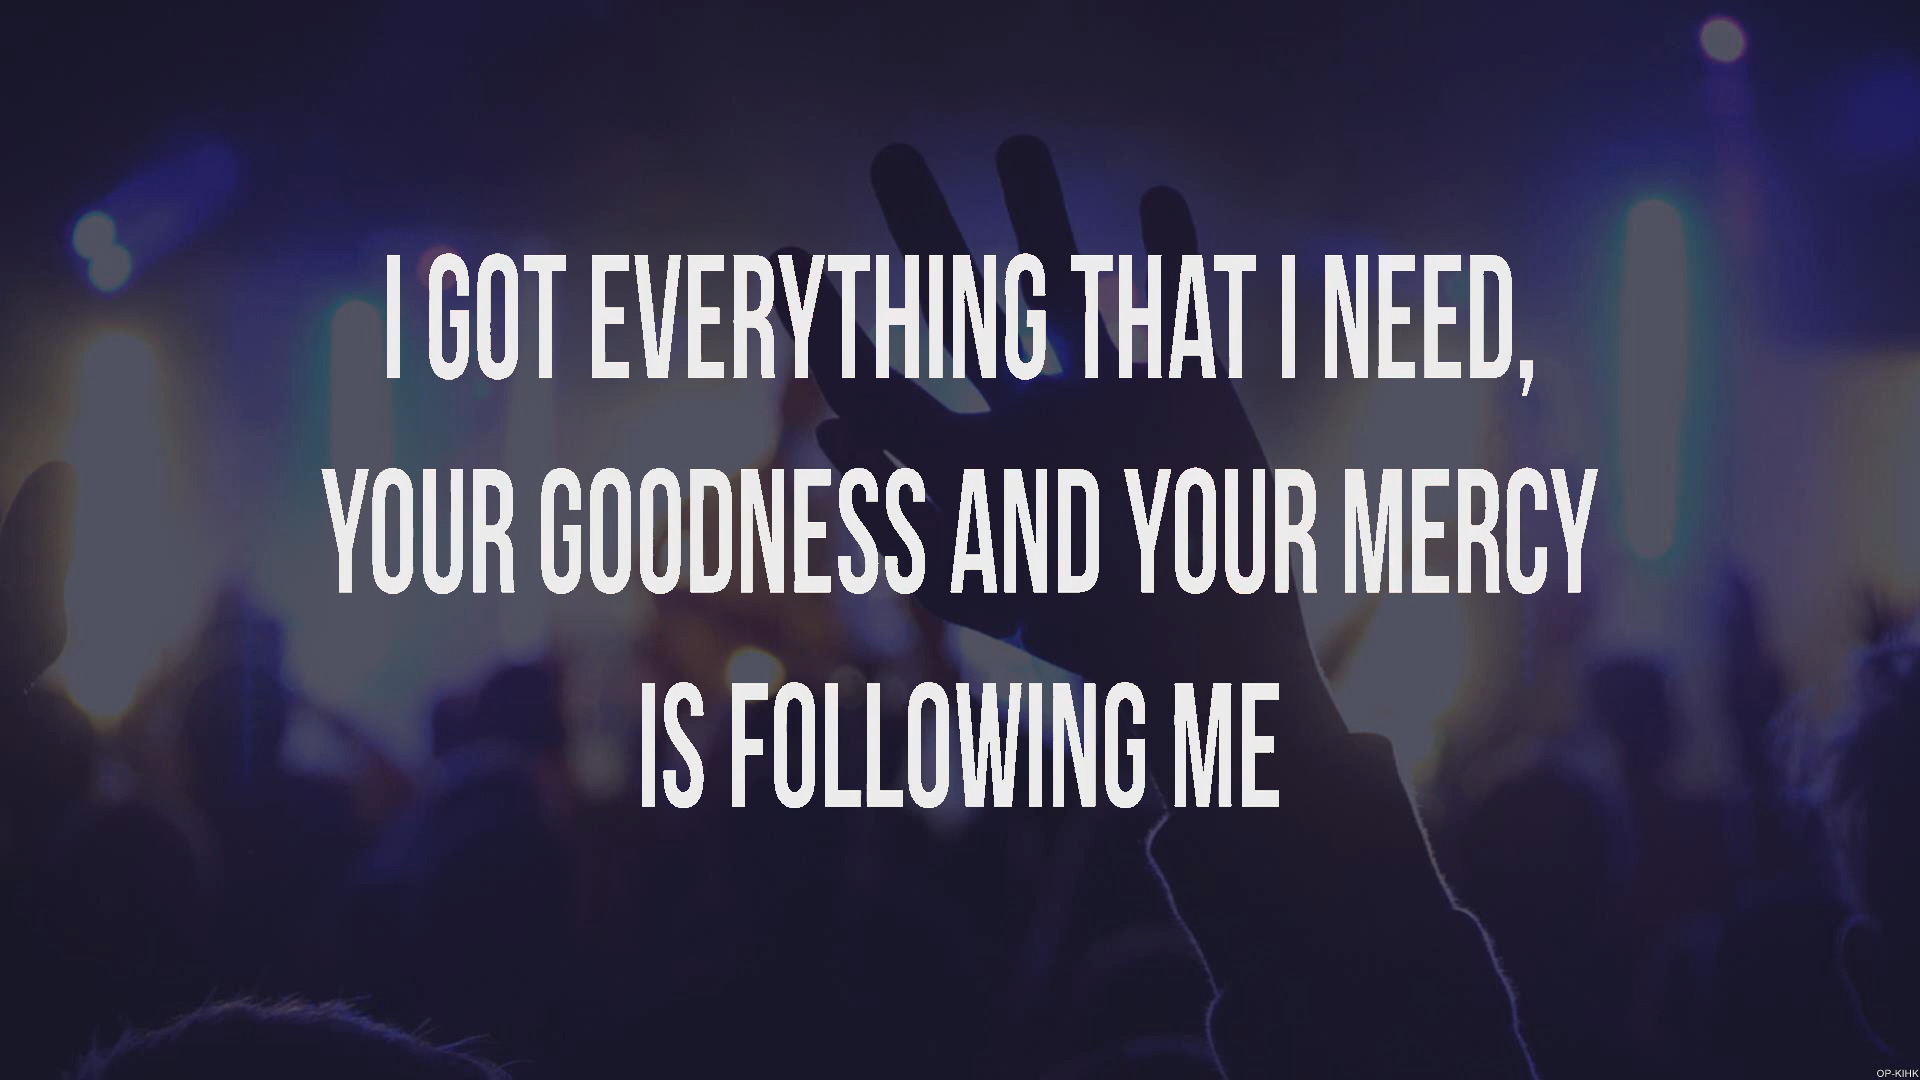 I GOT EVERYTHING THAT I NEED,
YOUR GOODNESS AND YOUR MERCY
IS FOLLOWING ME
OP-KIHK